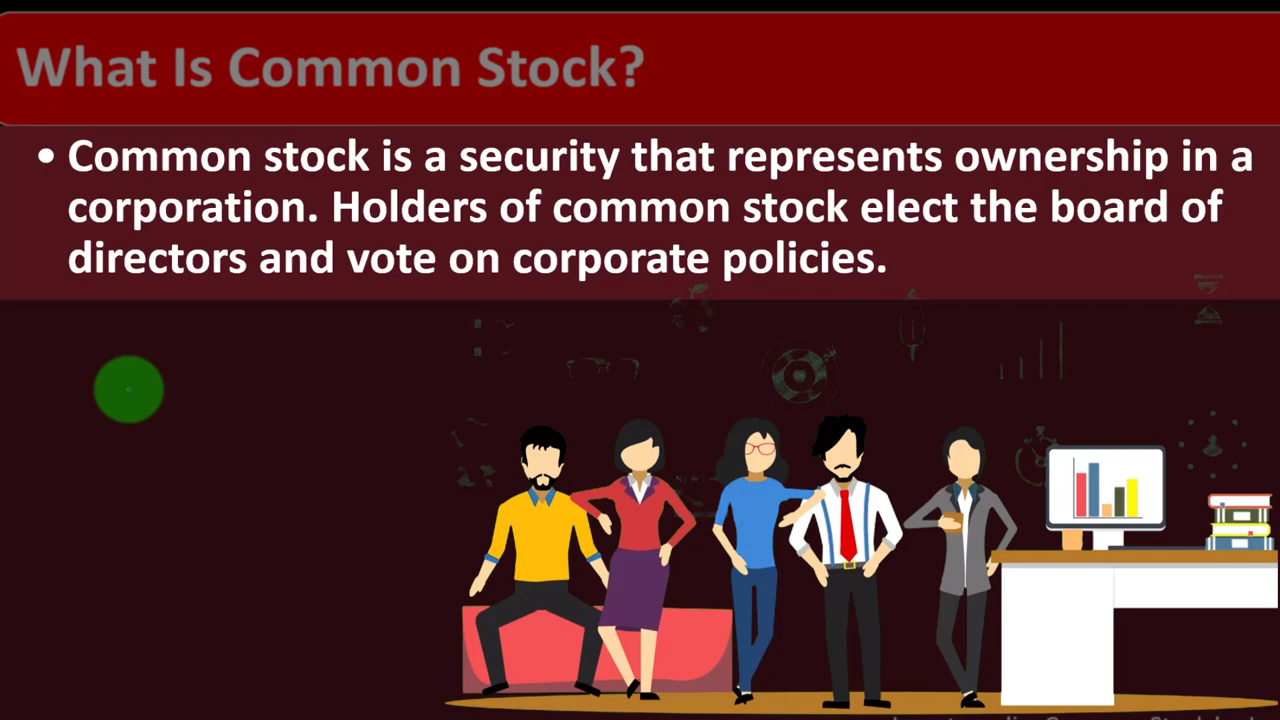 What Is Common Stock?
• Common stock is a security that represents ownership in a
corporation. Holders of common stock elect the board of
directors and vote on corporate policies.